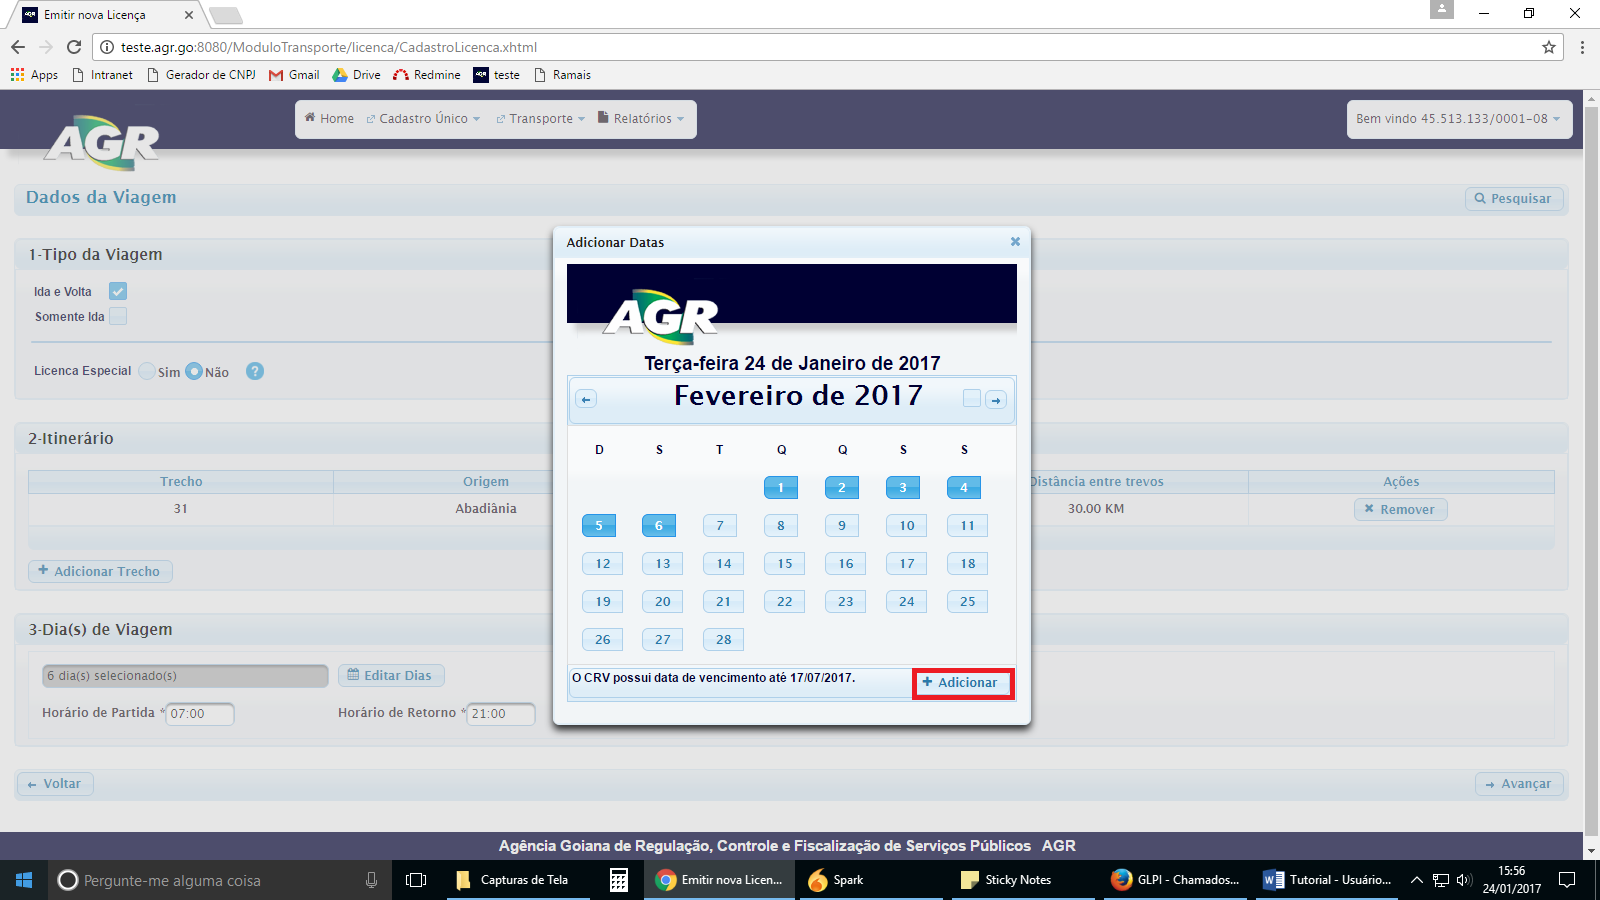 Emitir nova Licença
teste.agr.go:8080/ModuloTransporte/licenca/CadastroLicenca.xhtml
Apps Intranet Gerador de CNPJ Gmail Drive Redmine teste Ramais
AGR Home Cadastro Único Transporte Relatórios Bem vindo 45.513.133/0001-08
Dados da Viagem Pesquisar
1-Tipo da Viagem
Ida e Volta
Somente Ida
Licenca Especial Sim Não ?
2-Itinerário
Trecho Origem Distância entre trevos Ações
31 Abadiânia 30.00 KM Remover
Adicionar Trecho
3-Dia(s) de Viagem
6 dia(s) selecionado(s) Editar Dias
Horário de Partida * 07:00 Horário de Retorno * 21:00
Voltar Avançar
Adicionar Datas
AGR
Terça-feira 24 de Janeiro de 2017
Fevereiro de 2017
D S T Q Q S S
1 2 3 4
5 6 7 8 9 10 11
12 13 14 15 16 17 18
19 20 21 22 23 24 25
26 27 28
O CRV possui data de vencimento até 17/07/2017. Adicionar
Agência Goiana de Regulação, Controle e Fiscalização de Serviços Públicos AGR
Pergunte-me alguma coisa Capturas de Tela Emitir nova Licen... Spark Sticky Notes GLPI - Chamados... Tutorial - Usuário... 15:56
24/01/2017